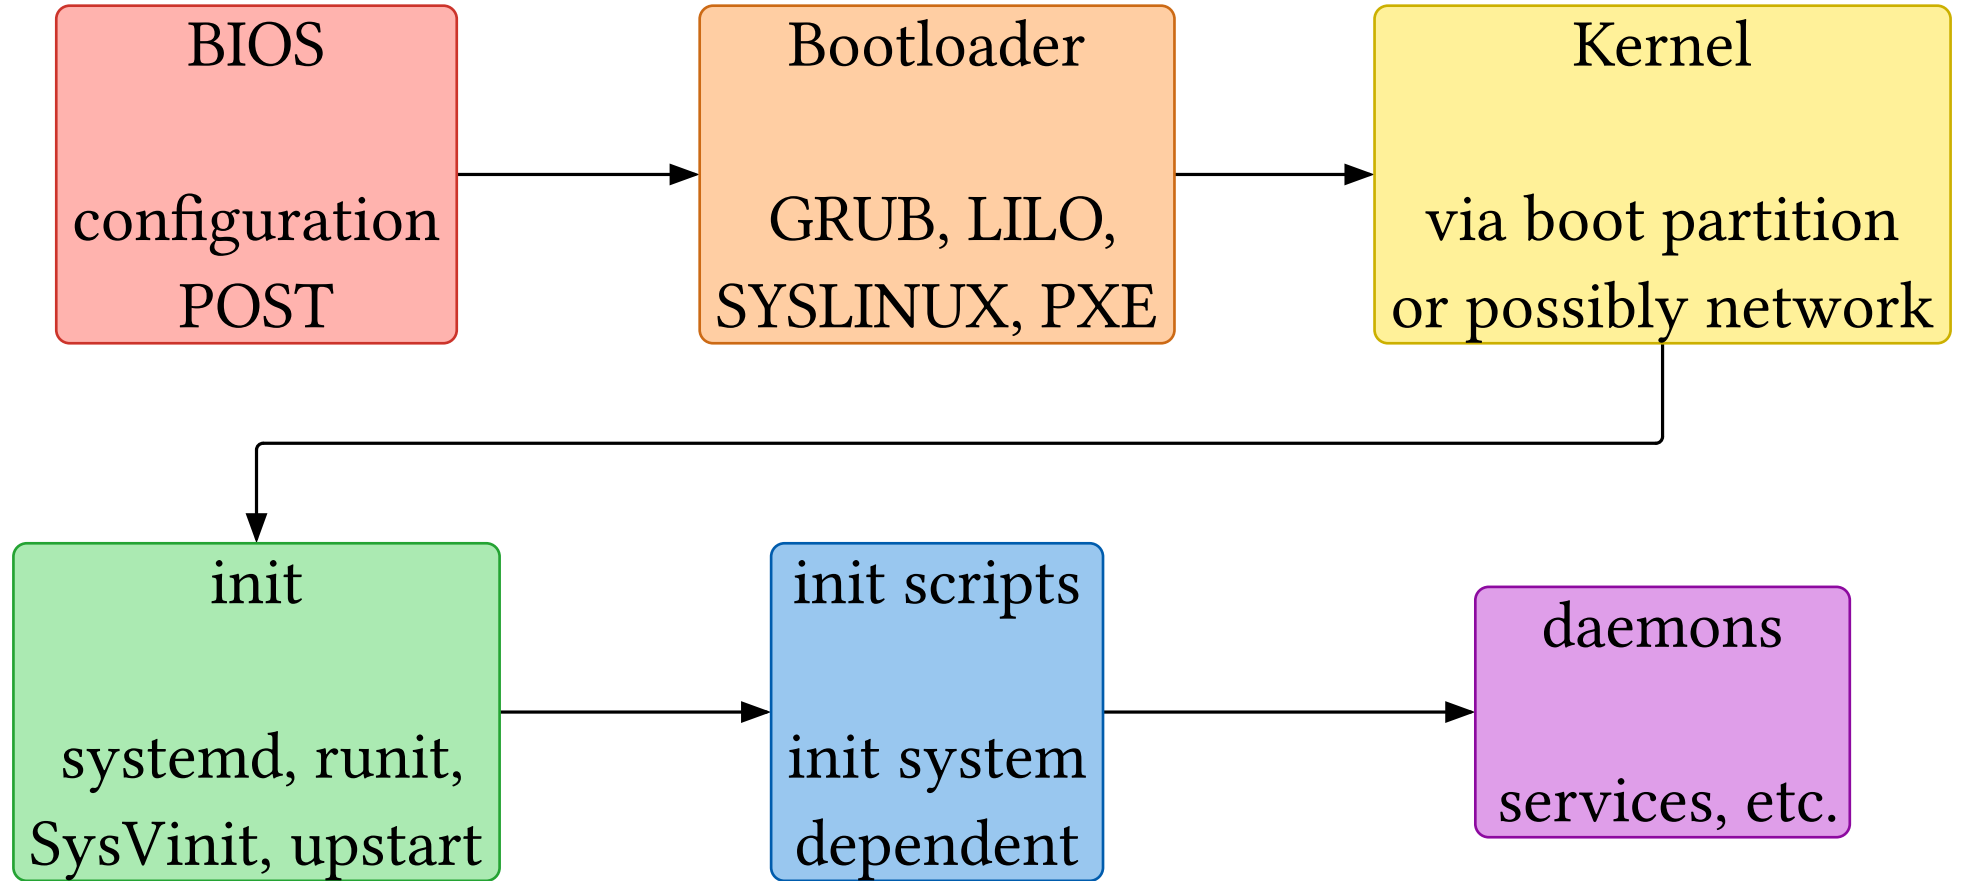 BIOS
configuration
POST
Bootloader
GRUB, LILO,
SYSLINUX, PXE
Kernel
via boot partition
or possibly network
init
systemd, runit,
SysVinit, upstart
init scripts
init system
dependent
daemons
services, etc.